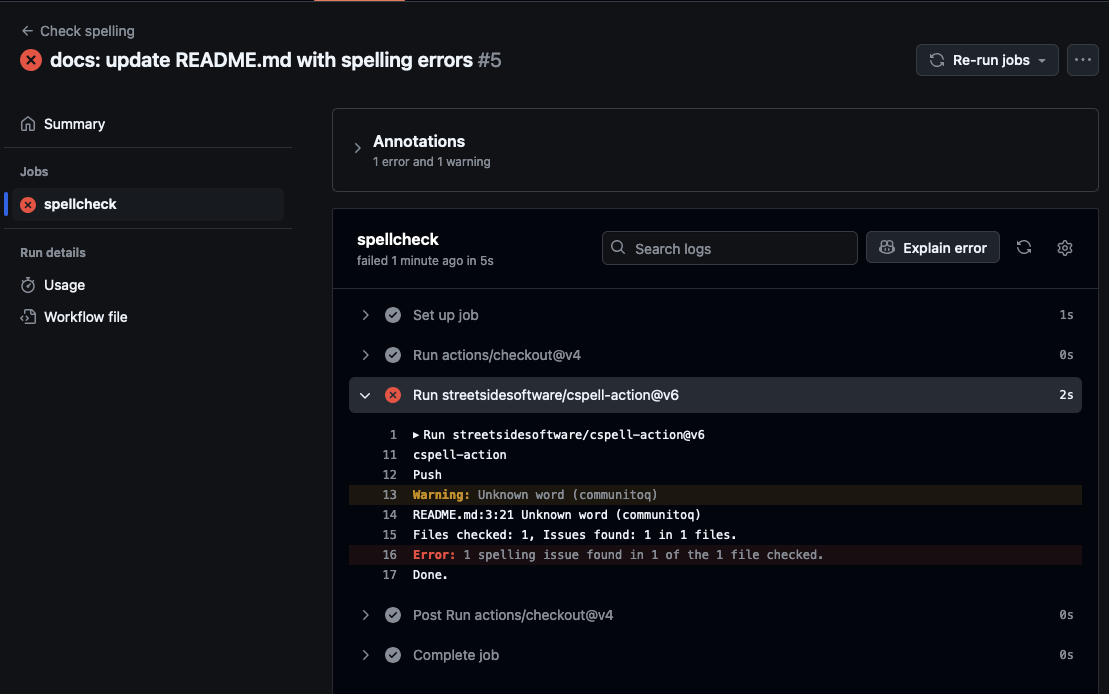 Check spelling
docs: update README.md with spelling errors #5
Re-run jobs
Summary
Jobs
spellcheck
Run details
Usage
Workflow file
Annotations
1 error and 1 warning
spellcheck
failed 1 minute ago in 5s
Search logs
Explain error
Set up job 1s
Run actions/checkout@v4 0s
Run streetsidesoftware/cspell-action@v6 2s
1 Run streetsidesoftware/cspell-action@v6
11 cspell-action
12 Push
13 Warning: Unknown word (communitoq)
14 README.md:3:21 Unknown word (communitoq)
15 Files checked: 1, Issues found: 1 in 1 files.
16 Error: 1 spelling issue found in 1 of the 1 file checked.
17 Done.
Post Run actions/checkout@v4 0s
Complete job 0s